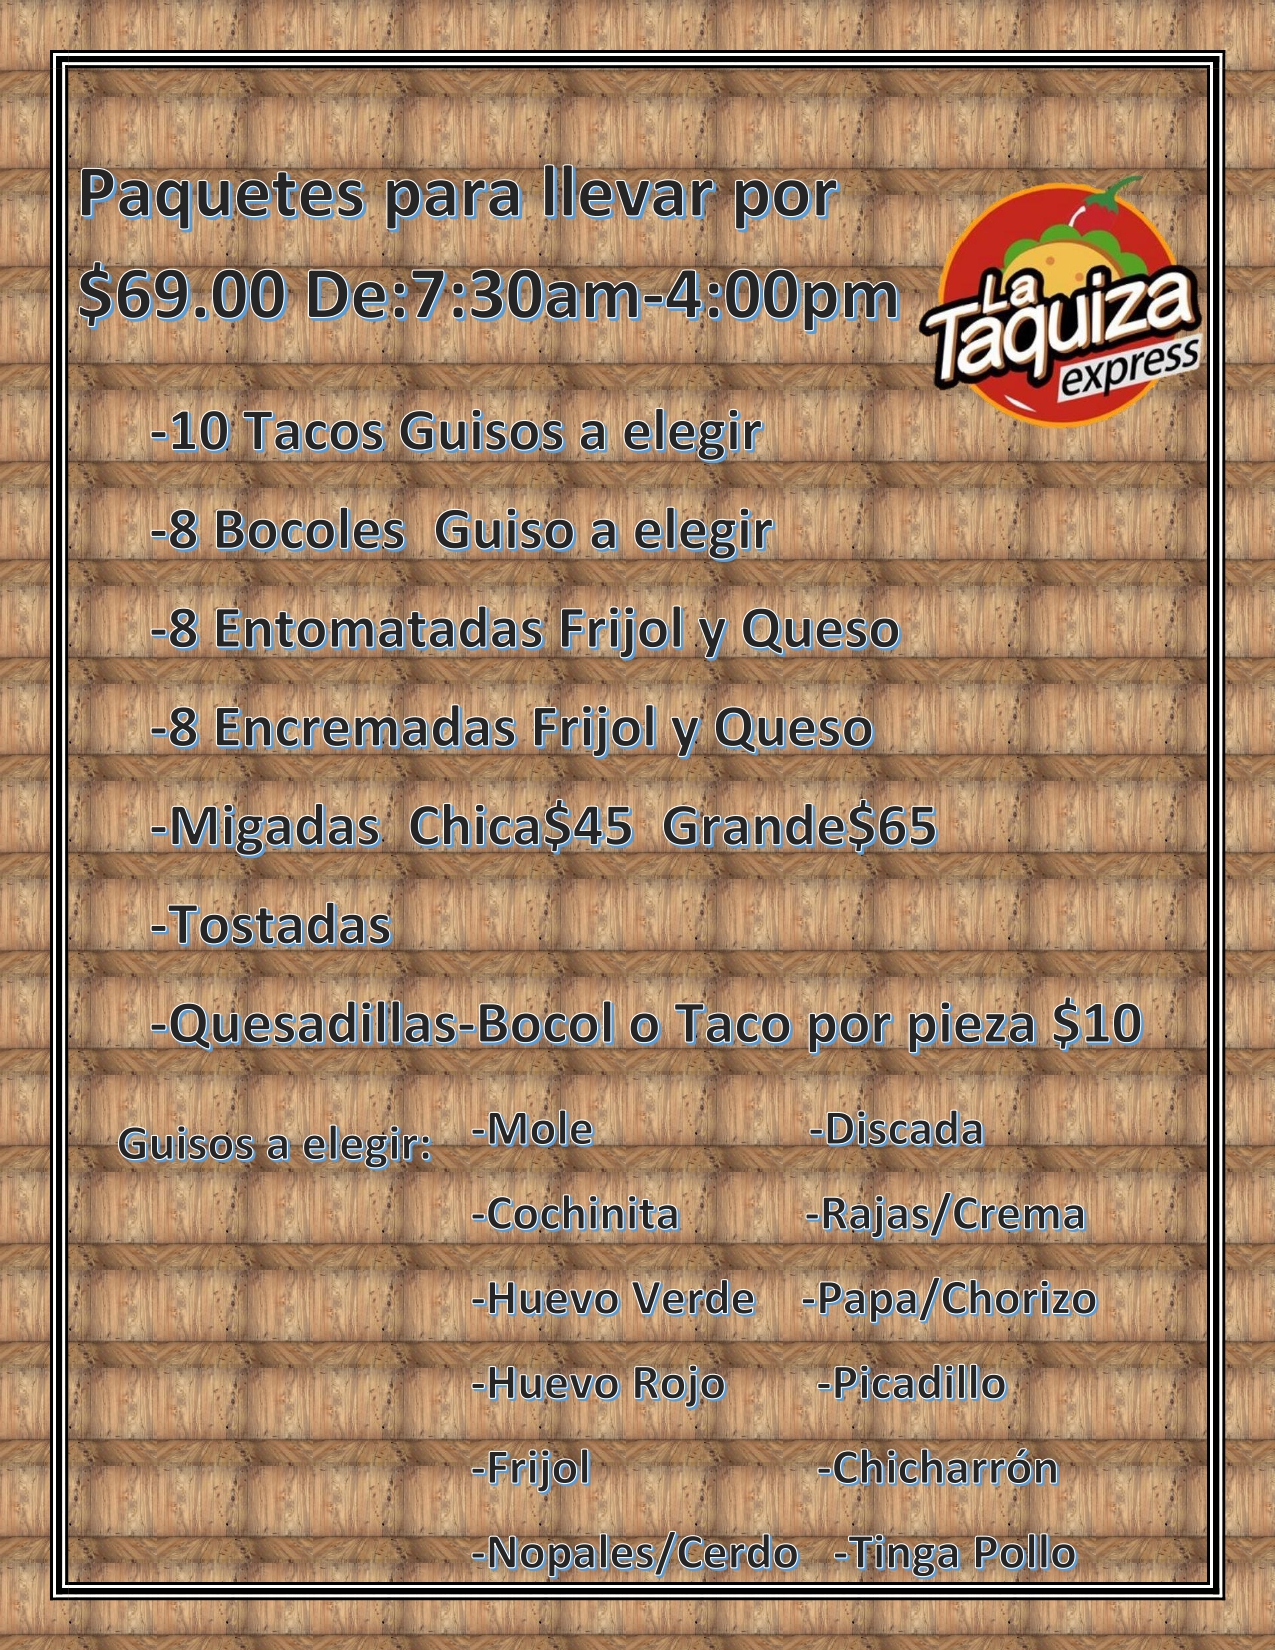 Paquetes para llevar por
$69.00 De:7:30am-4:00pm
La
Taquiza
express
-10 Tacos Guisos a elegir
-8 Bocoles  Guiso a elegir
-8 Entomatadas Frijol y Queso
-8 Encremadas Frijol y Queso
-Migadas  Chica$45  Grande$65
-Tostadas
-Quesadillas-Bocol o Taco por pieza $10
Guisos a elegir:
-Mole -Discada
-Cochinita -Rajas/Crema
-Huevo Verde -Papa/Chorizo
-Huevo Rojo -Picadillo
-Frijol -Chicharrón
-Nopales/Cerdo -Tinga Pollo